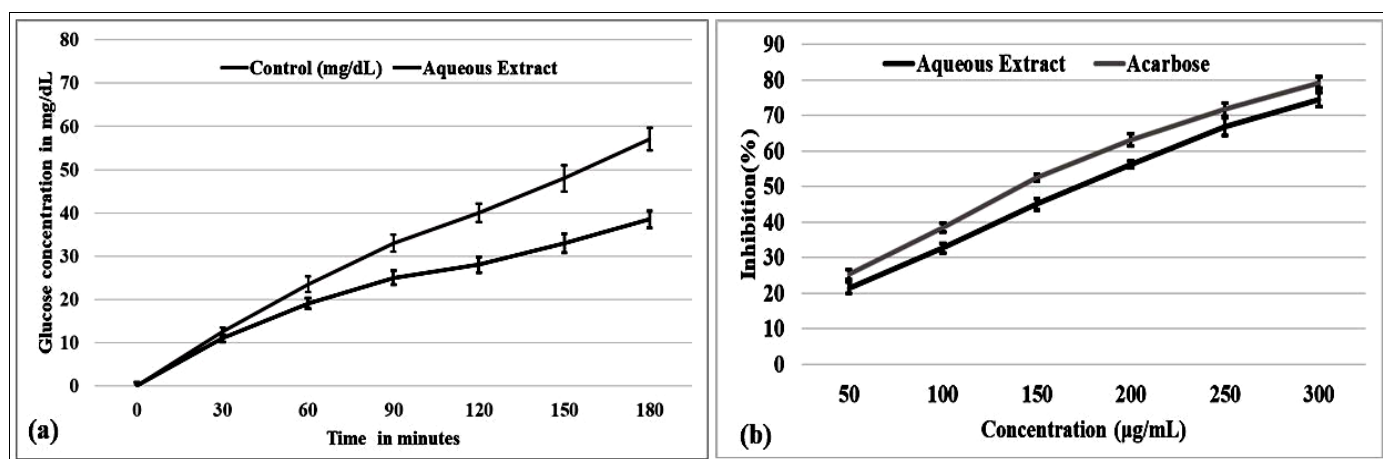 80
70
60
50
40
30
20
10
0
Control (mg/dL) Aqueous Extract
Glucose concentration in mg/dL
0 30 60 90 120 150 180
Time in minutes
(a)
90
80
70
60
50
40
30
20
10
0
Aqueous Extract Acarbose
Inhibition(%)
50 100 150 200 250 300
Concentration (µg/mL)
(b)